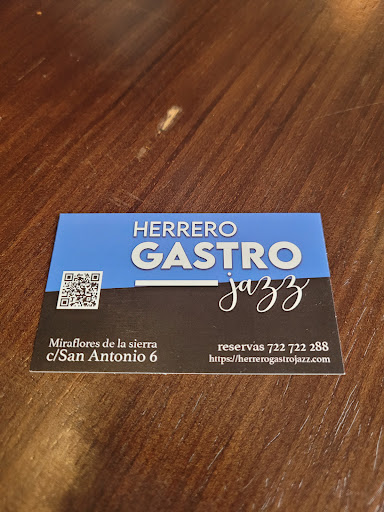 HERRERO
GASTRO
jazz
Miraflores de la sierra
c/San Antonio 6
reservas 722 722 288
https://herrerogastrojazz.com